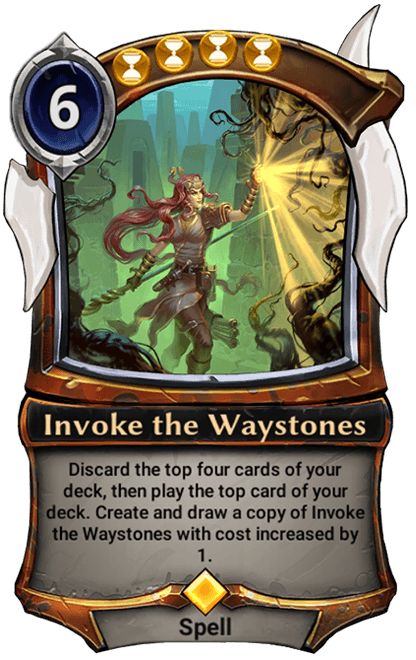 6
Invoke the Waystones
Discard the top four cards of your
deck, then play the top card of your
deck. Create and draw a copy of Invoke
the Waystones with cost increased by
1.
Spell